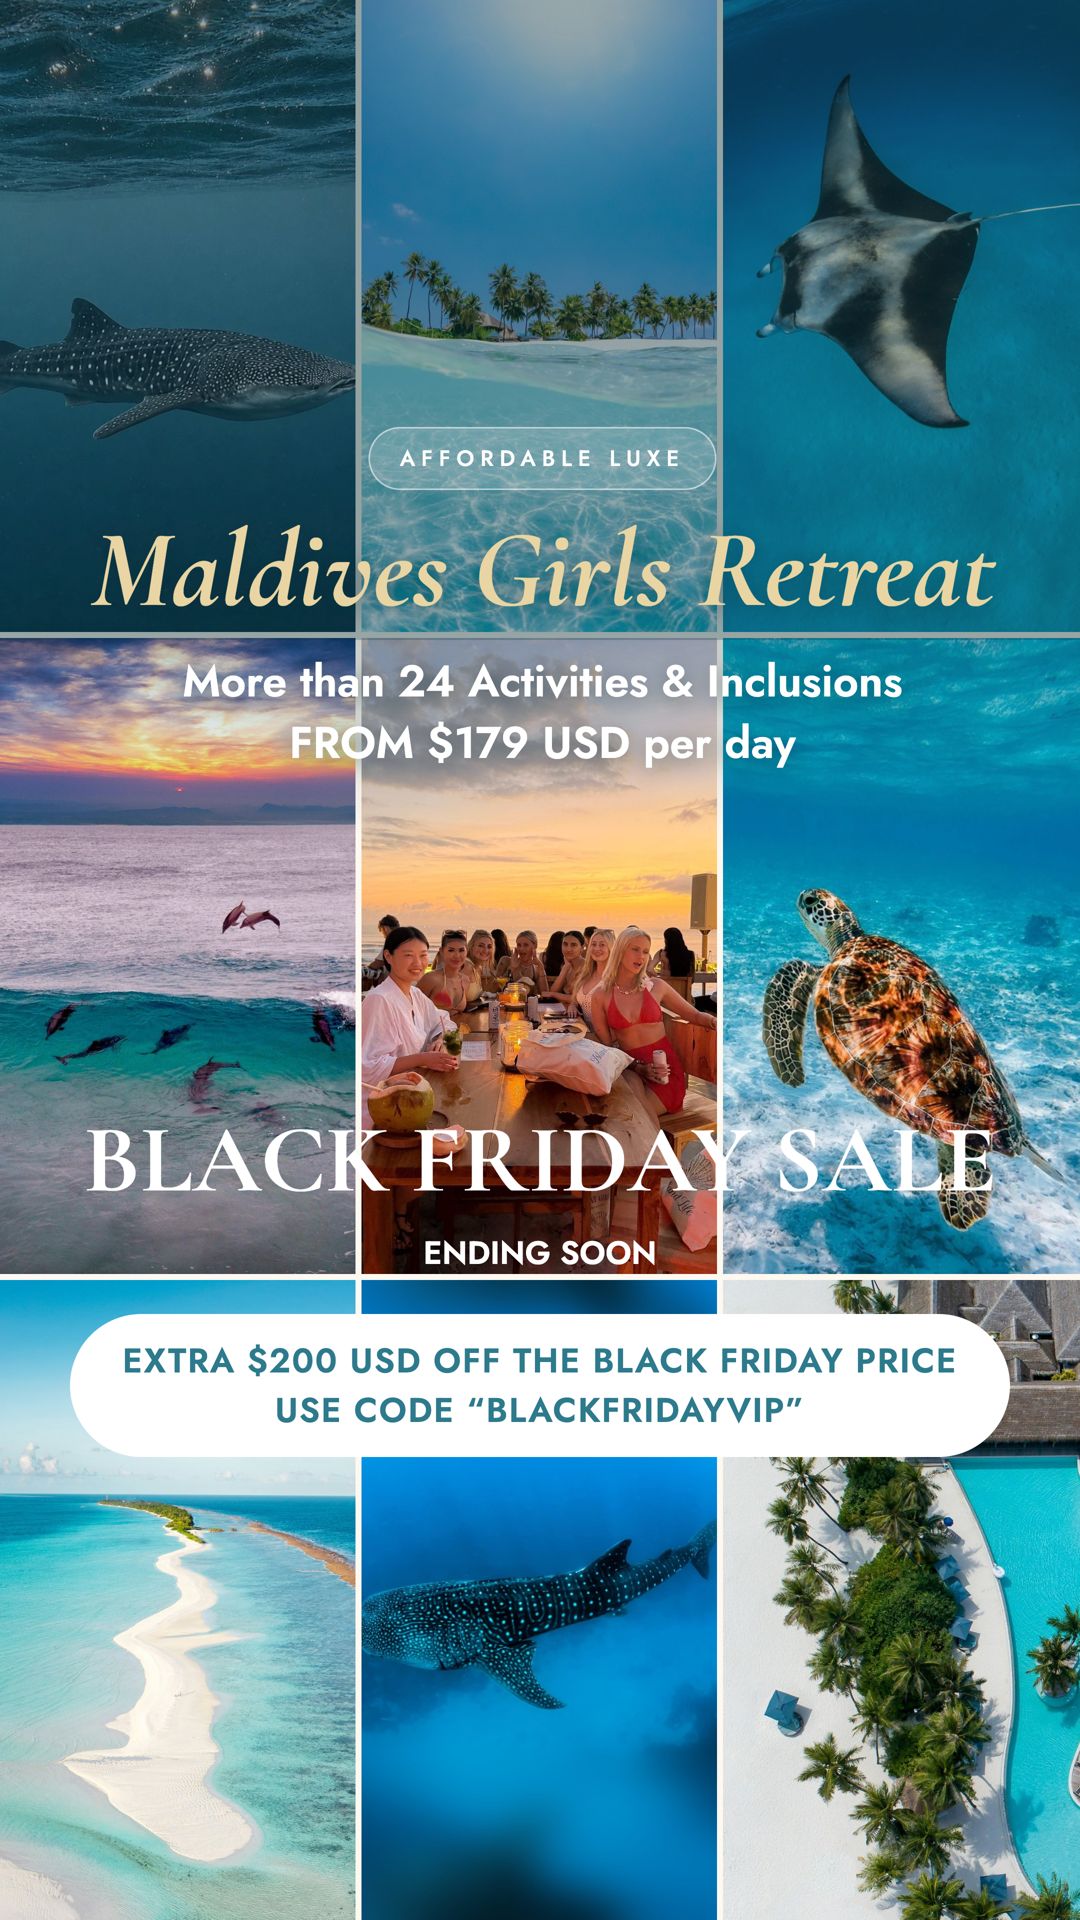 AFFORDABLE LUXE
Maldives Girls Retreat
More than 24 Activities & Inclusions
FROM $179 USD per day
BLACK FRIDAY SALE
ENDING SOON
EXTRA $200 USD OFF THE BLACK FRIDAY PRICE
USE CODE “BLACKFRIDAYVIP”